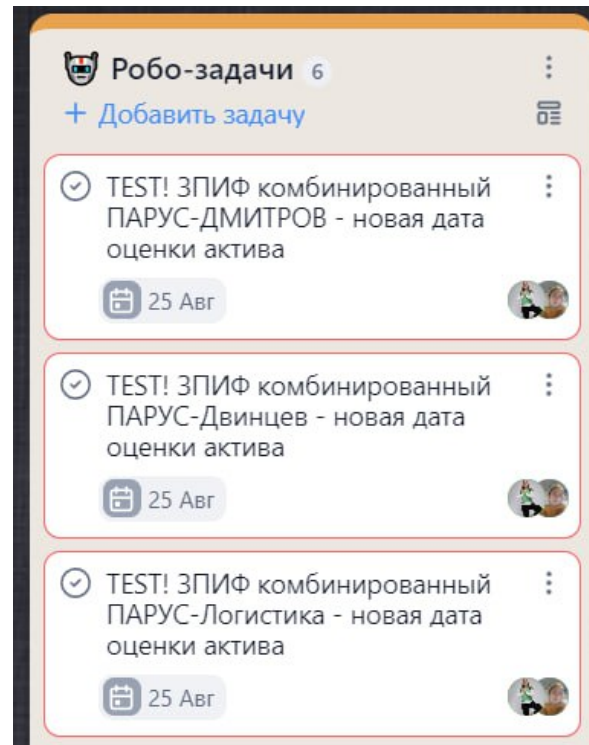 Робо-задачи 6
+ Добавить задачу
TEST! ЗПИФ комбинированный
ПАРУС-ДМИТРОВ - новая дата
оценки актива
25 Авг
TEST! ЗПИФ комбинированный
ПАРУС-Двинцев - новая дата
оценки актива
25 Авг
TEST! ЗПИФ комбинированный
ПАРУС-Логистика - новая дата
оценки актива
25 Авг